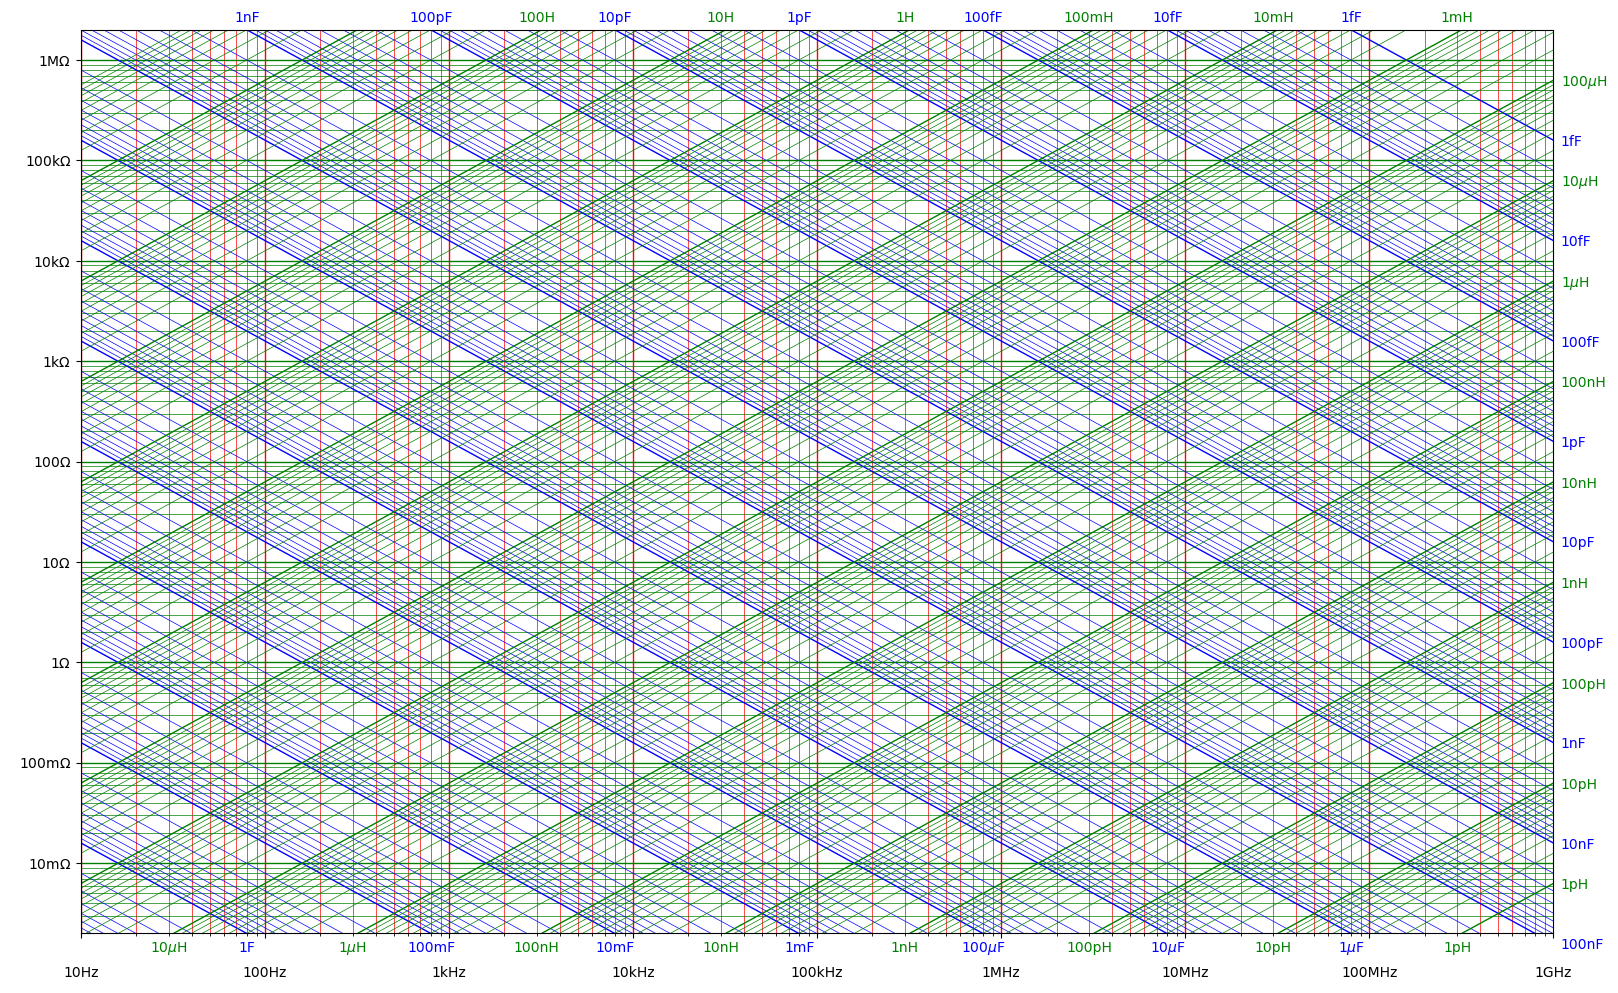 1nF 100pF 100H 10pF 10H 1pF 1H 100fF 100mH 10fF 10mH 1fF 1mH
1MΩ
100μH
1fF
100kΩ
10μH
10fF
10kΩ
1μH
100fF
1kΩ
100nH
1pF
100Ω
10nH
10pF
10Ω
1nH
100pF
1Ω
100pH
1nF
100mΩ
10pH
10nF
10mΩ
1pH
100nF
10μH 1F 1μH 100mF 100nH 10mF 10nH 1mF 1nH 100μF 100pH 10μF 10pH 1μF 1pH
10Hz 100Hz 1kHz 10kHz 100kHz 1MHz 10MHz 100MHz 1GHz